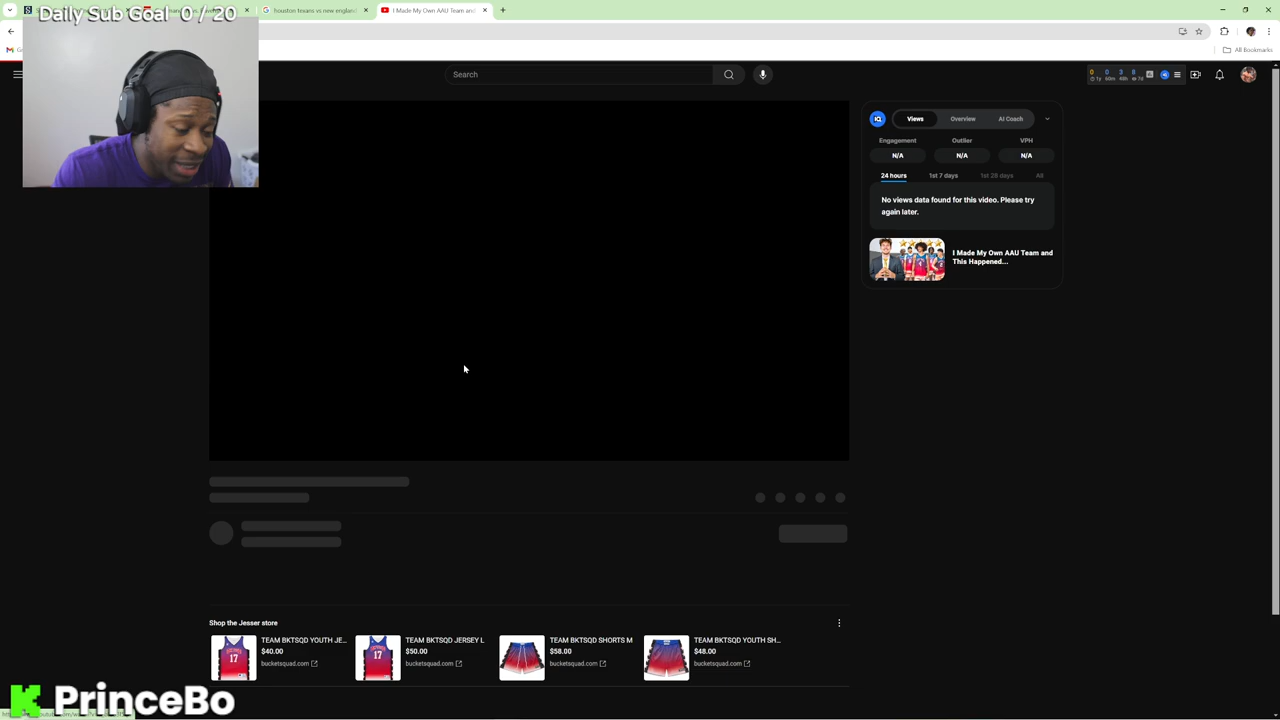 Daily Sub Goal 0 / 20
houston texans vs new england
I Made My Own AAU Team and
All Bookmarks
Search
Views
Overview
AI Coach
Engagement
Outlier
VPH
N/A
N/A
N/A
24 hours
1st 7 days
1st 28 days
All
No views data found for this video. Please try
again later.
I Made My Own AAU Team and
This Happened...
Shop the Jesser store
TEAM BKTSQD YOUTH JE...
$40.00
bucketsquad.com
TEAM BKTSQD JERSEY L
$50.00
bucketsquad.com
TEAM BKTSQD SHORTS M
$58.00
bucketsquad.com
TEAM BKTSQD YOUTH SH...
$48.00
bucketsquad.com
PrinceBo